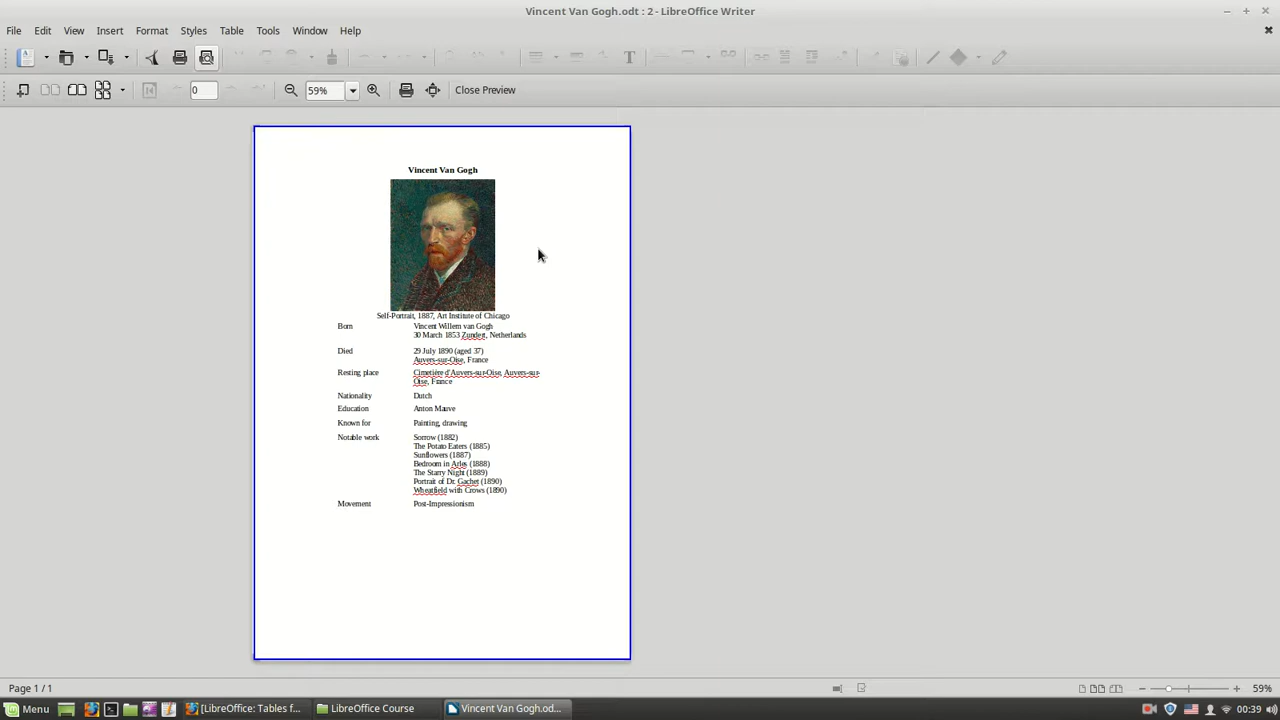 Vincent Van Gogh.odt : 2 - LibreOffice Writer
File Edit View Insert Format Styles Table Tools Window Help
0 59% Close Preview
Vincent Van Gogh
Self-Portrait, 1887, Art Institute of Chicago
Born Vincent Willem van Gogh
30 March 1853 Zundert, Netherlands
Died 29 July 1890 (aged 37)
Auvers-sur-Oise, France
Resting place Cimetière d'Auvers-sur-Oise, Auvers-sur-
Oise, France
Nationality Dutch
Education Anton Mauve
Known for Painting, drawing
Notable work Sorrow (1882)
The Potato Eaters (1885)
Sunflowers (1887)
Bedroom in Arles (1888)
The Starry Night (1889)
Portrait of Dr. Gachet (1890)
Wheatfield with Crows (1890)
Movement Post-Impressionism
Page 1 / 1 59%
Menu [LibreOffice: Tables f... LibreOffice Course Vincent Van Gogh.od... 00:39